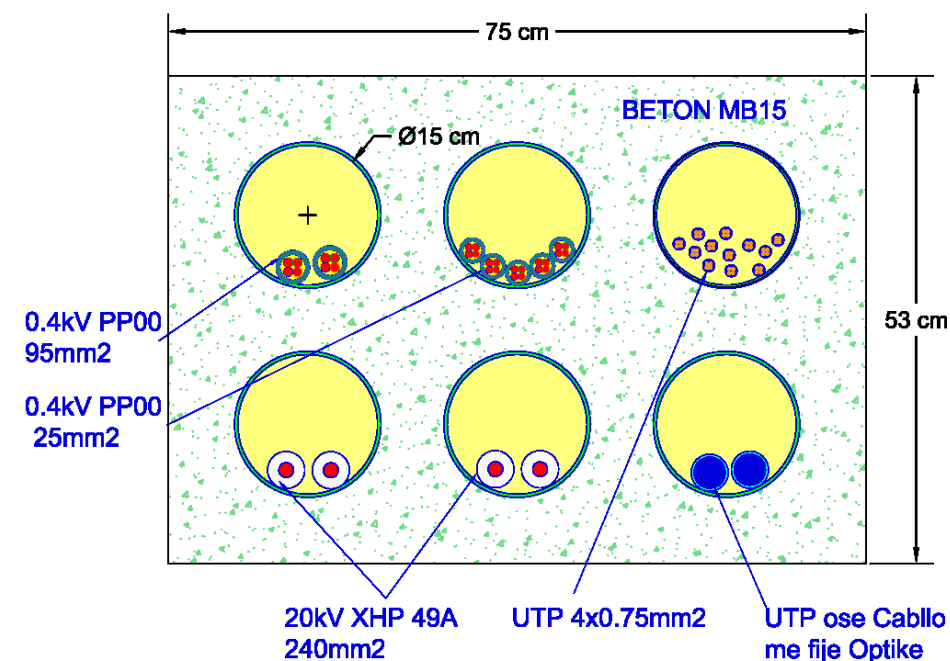 75 cm
BETON MB15
Ø15 cm
53 cm
0.4kV PP00
95mm2
0.4kV PP00
25mm2
20kV XHP 49A
240mm2
UTP 4x0.75mm2
UTP ose Cabllo
me fije Optike